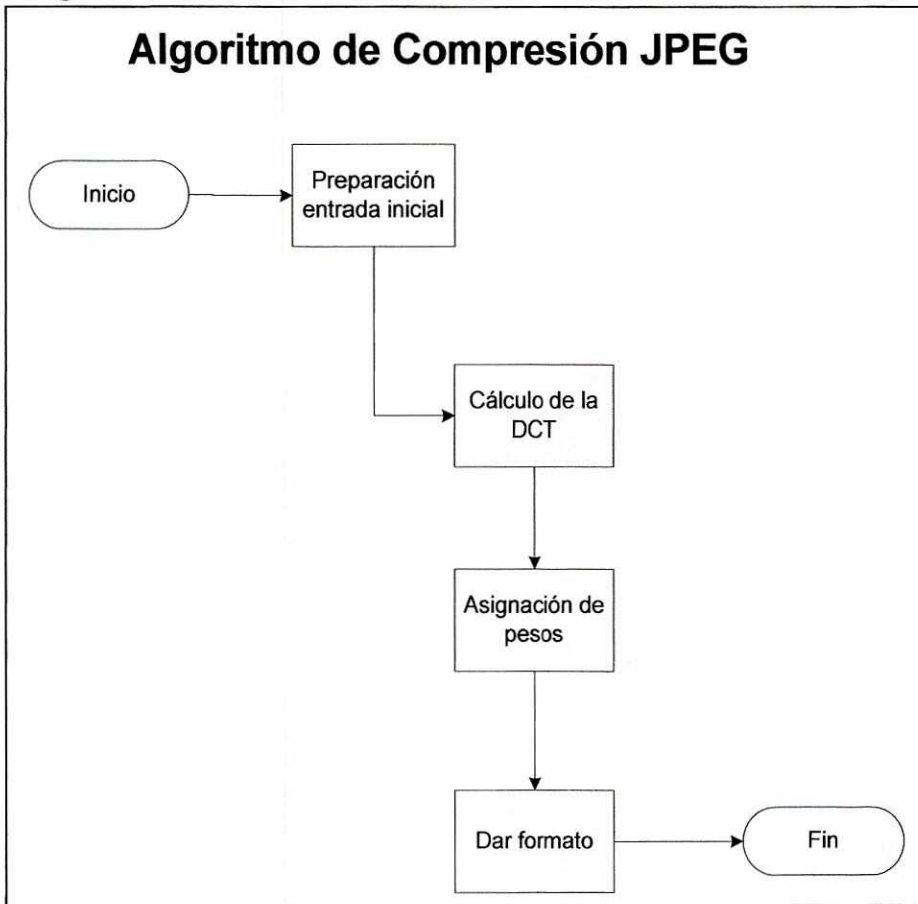 Algoritmo de Compresión JPEG
Inicio
Preparación
entrada inicial
Cálculo de la
DCT
Asignación de
pesos
Dar formato
Fin